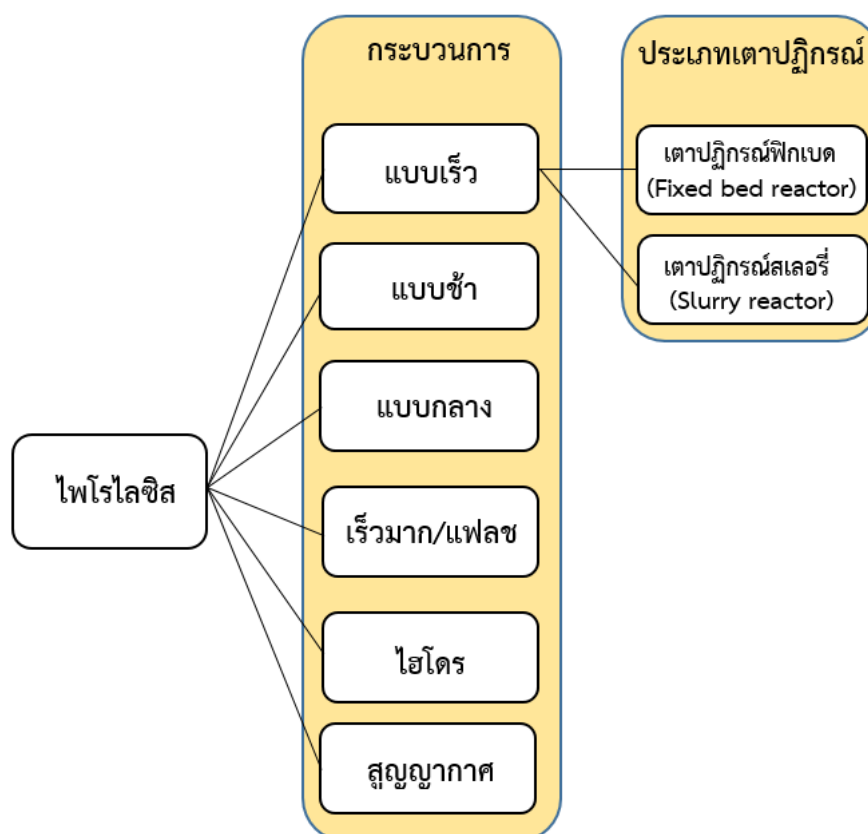 กระบวนการ
ประเภทเตาปฏิกรณ์
แบบเร็ว
เตาปฏิกรณ์ฟิกเบด
(Fixed bed reactor)
แบบช้า
เตาปฏิกรณ์สเลอรี่
(Slurry reactor)
แบบกลาง
ไพโรไลซิส
เร็วมาก/แฟลช
ไฮโดร
สูญญากาศ